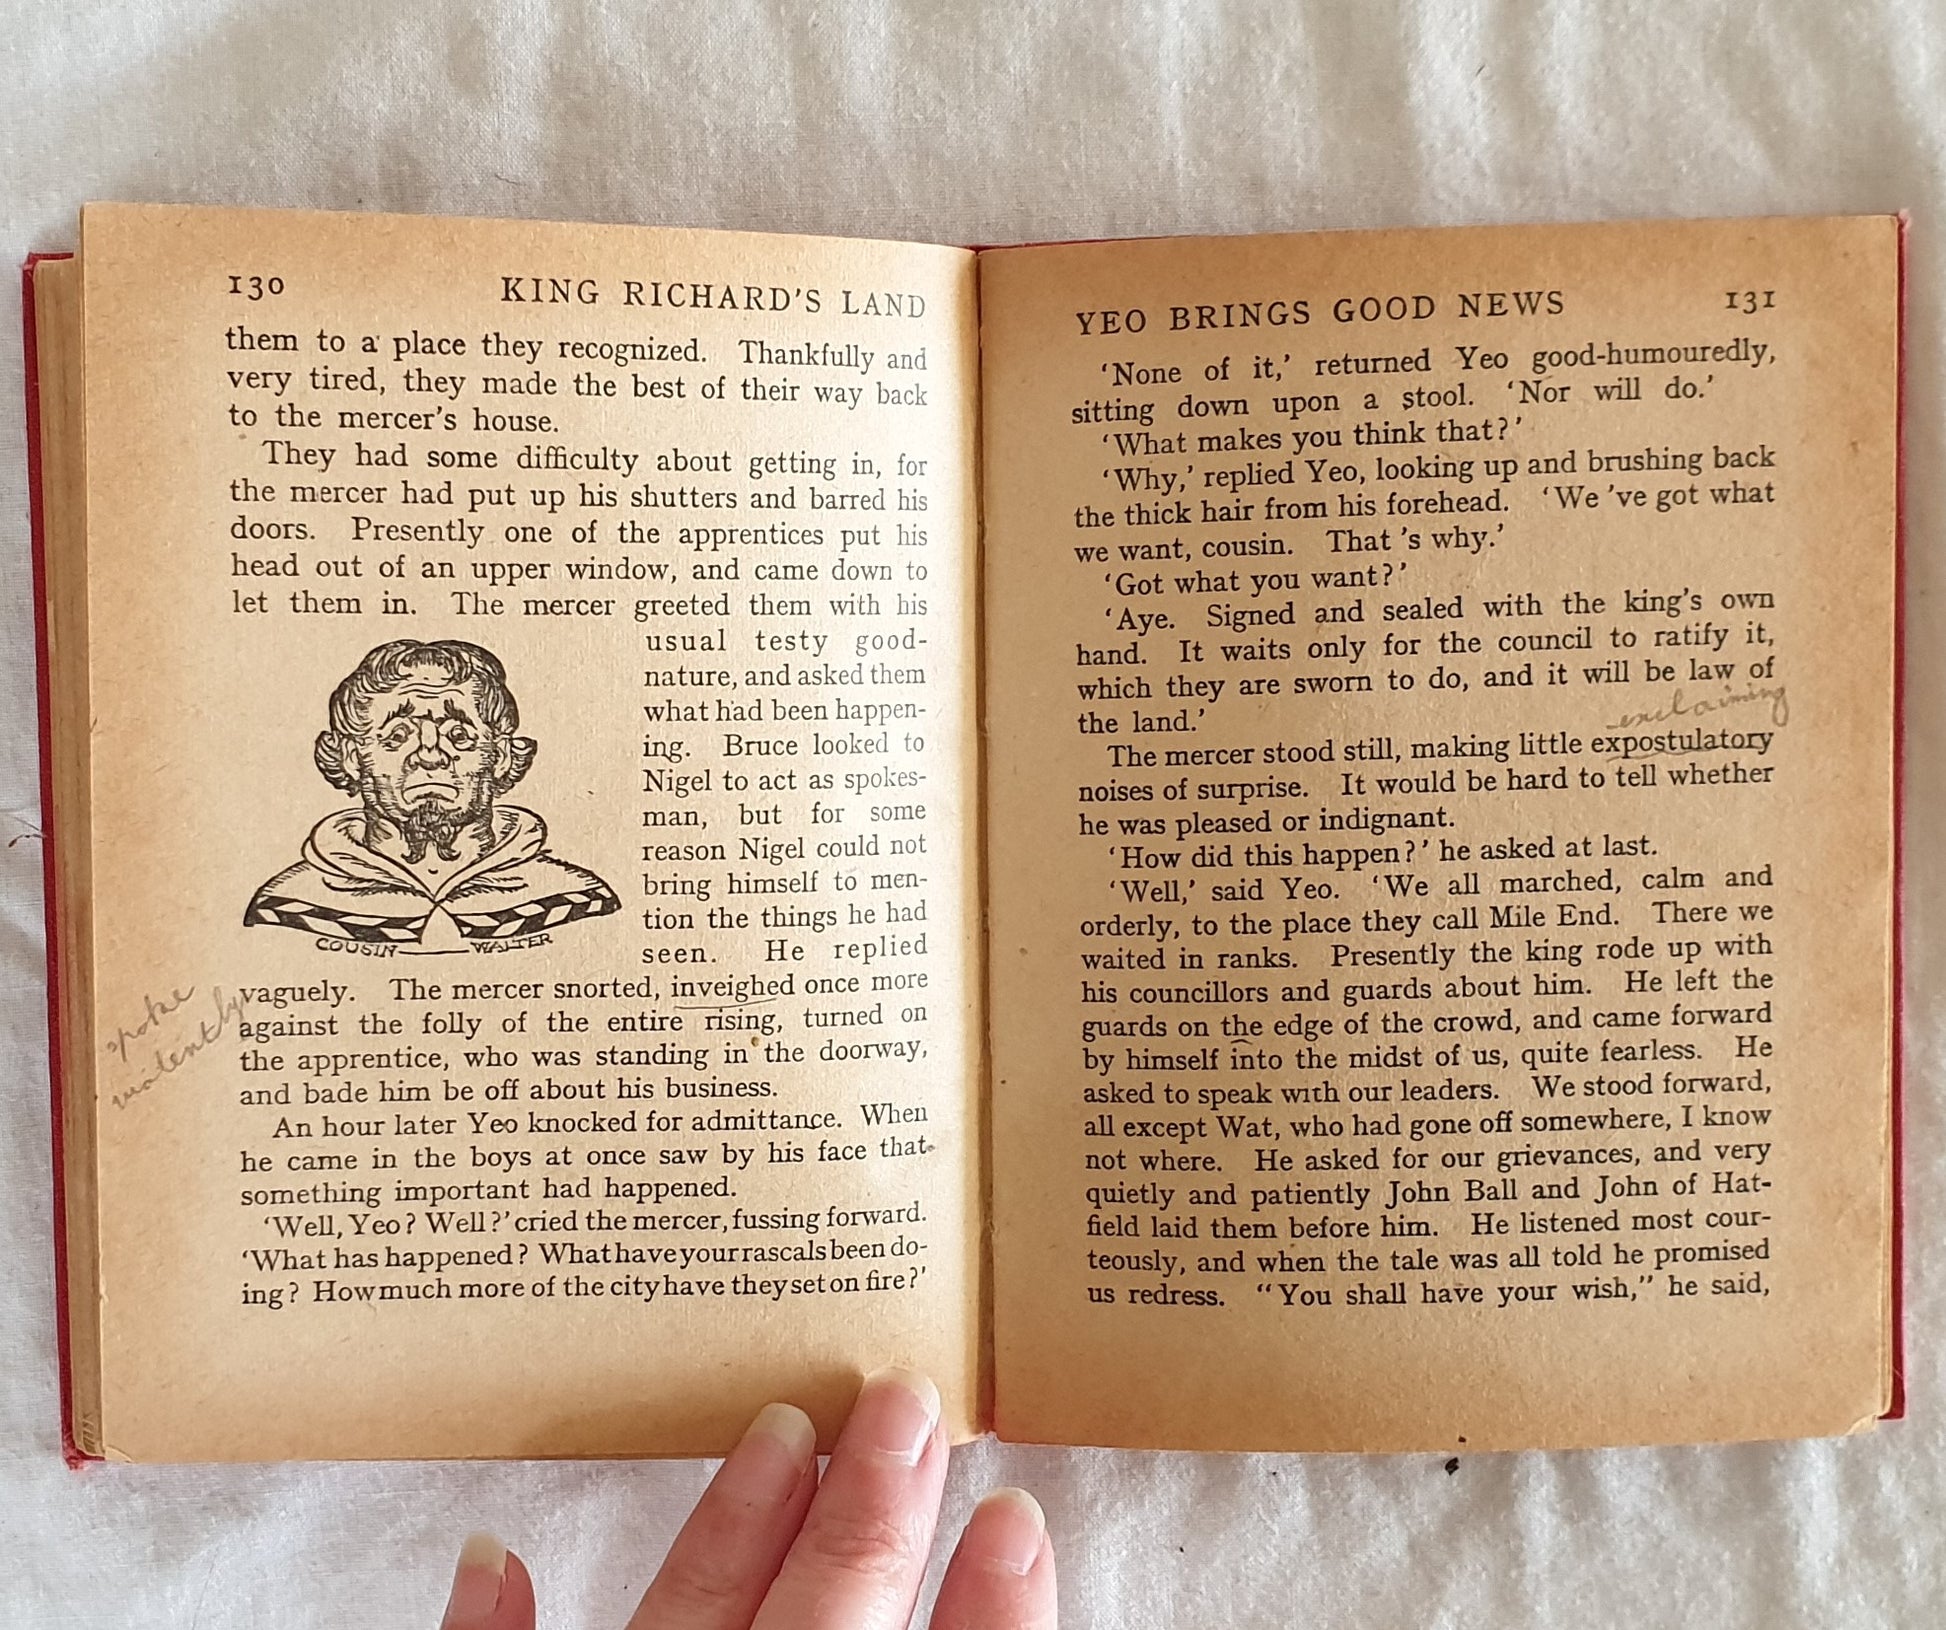 130 KING RICHARD'S LAND
them to a place they recognized. Thankfully and
very tired, they made the best of their way back
to the mercer's house.
They had some difficulty about getting in, for
the mercer had put up his shutters and barred his
doors. Presently one of the apprentices put his
head out of an upper window, and came down to
let them in. The mercer greeted them with his
usual testy good-
nature, and asked them
what had been happen-
ing. Bruce looked to
Nigel to act as spokes-
man, but for some
reason Nigel could not
bring himself to men-
tion the things he had
seen. He replied
COUSIN WALTER
vaguely. The mercer snorted, inveighed once more
against the folly of the entire rising, turned on
the apprentice, who was standing in the doorway,
and bade him be off about his business.
spoke
violently
An hour later Yeo knocked for admittance. When
he came in the boys at once saw by his face that
something important had happened.
'Well, Yeo? Well?' cried the mercer, fussing forward.
'What has happened? What have your rascals been do-
ing? How much more of the city have they set on fire?'
YEO BRINGS GOOD NEWS 131
'None of it,' returned Yeo good-humouredly,
sitting down upon a stool. 'Nor will do.'
'What makes you think that?'
'Why,' replied Yeo, looking up and brushing back
the thick hair from his forehead. 'We 've got what
we want, cousin. That 's why.'
'Got what you want?'
'Aye. Signed and sealed with the king's own
hand. It waits only for the council to ratify it,
which they are sworn to do, and it will be law of
the land.'
exclaiming
The mercer stood still, making little expostulatory
noises of surprise. It would be hard to tell whether
he was pleased or indignant.
'How did this happen?' he asked at last.
'Well,' said Yeo. 'We all marched, calm and
orderly, to the place they call Mile End. There we
waited in ranks. Presently the king rode up with
his councillors and guards about him. He left the
guards on the edge of the crowd, and came forward
by himself into the midst of us, quite fearless. He
asked to speak with our leaders. We stood forward,
all except Wat, who had gone off somewhere, I know
not where. He asked for our grievances, and very
quietly and patiently John Ball and John of Hat-
field laid them before him. He listened most cour-
teously, and when the tale was all told he promised
us redress. "You shall have your wish," he said,